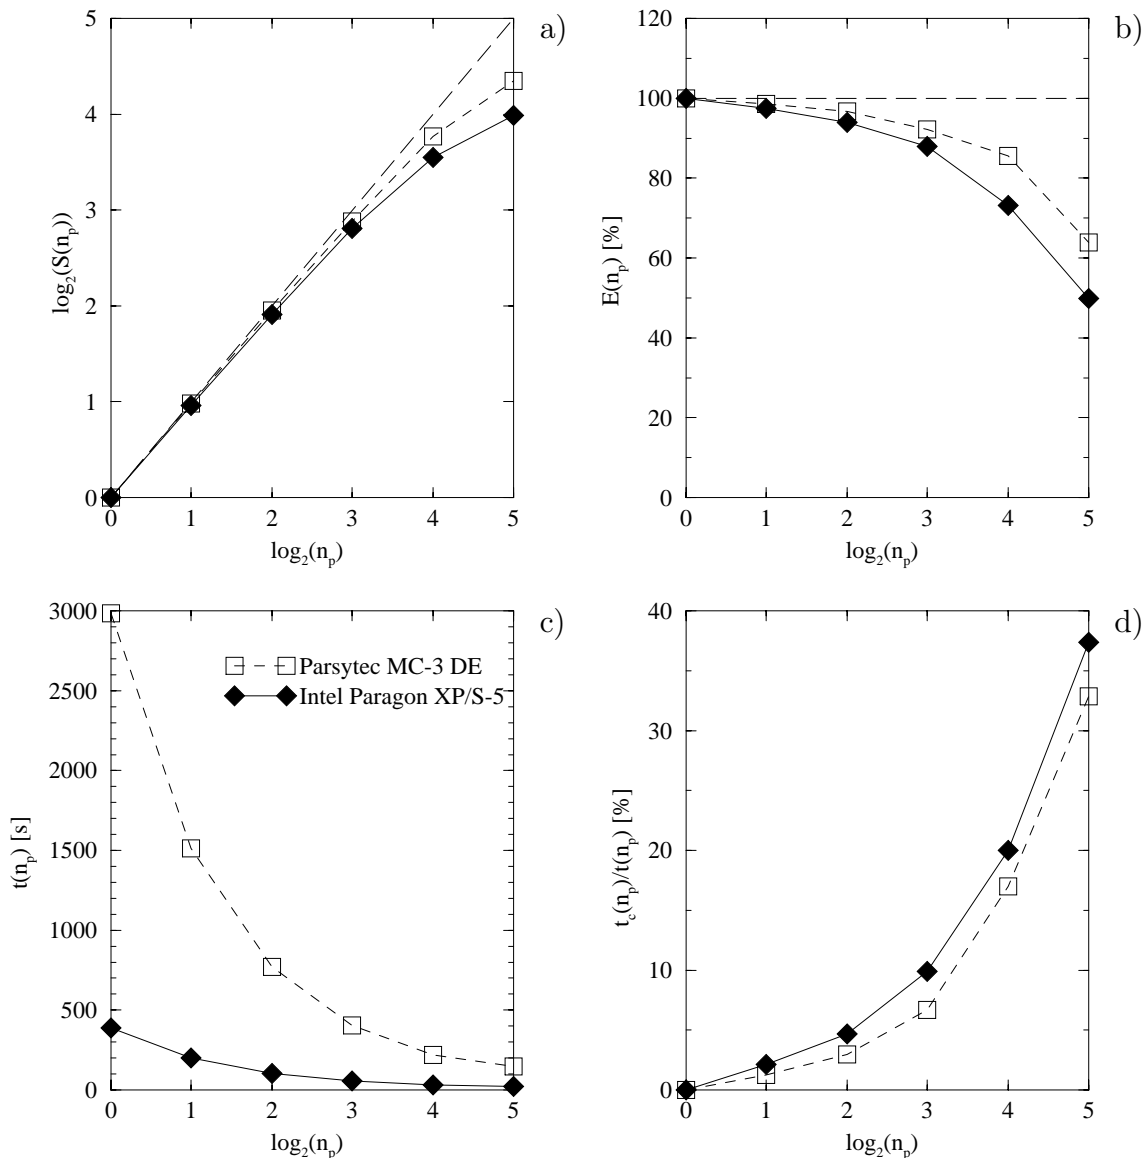 a)
5
4
3
2
1
0
log2(S(np))
0 1 2 3 4 5
log2(np)
b)
120
100
80
60
40
20
0
E(np) [%]
0 1 2 3 4 5
log2(np)
c)
3000
2500
2000
1500
1000
500
0
t(np) [s]
Parsytec MC-3 DE
Intel Paragon XP/S-5
0 1 2 3 4 5
log2(np)
d)
40
30
20
10
0
tc(np)/t(np) [%]
0 1 2 3 4 5
log2(np)